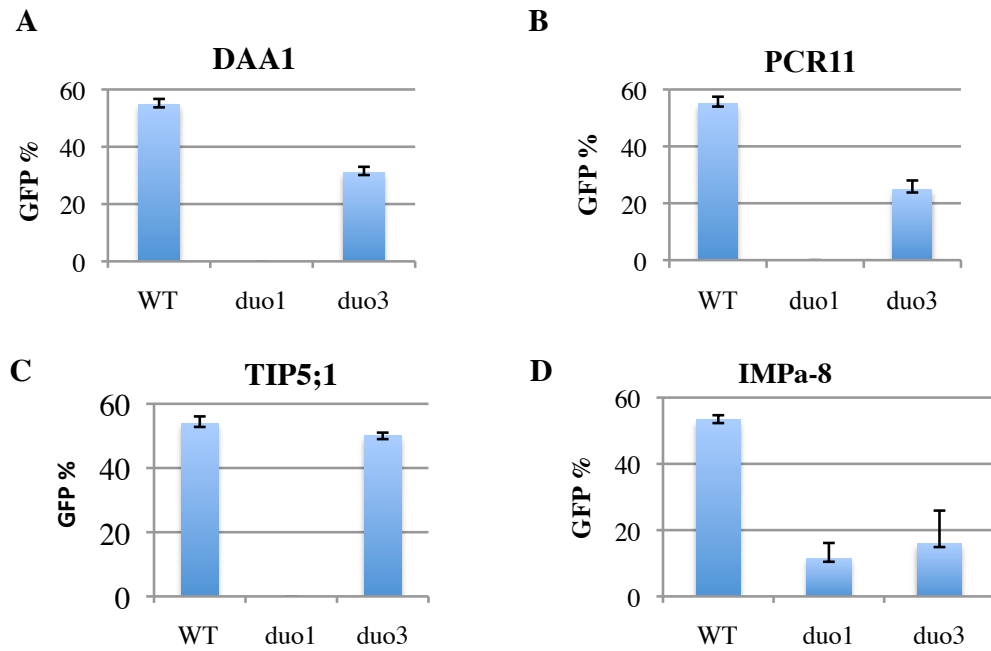 A
DAA1
GFP %
60
40
20
0
WT duo1 duo3
B
PCR11
GFP %
60
40
20
0
WT duo1 duo3
C
TIP5;1
GFP %
60
40
20
0
WT duo1 duo3
D
IMPa-8
GFP %
60
40
20
0
WT duo1 duo3